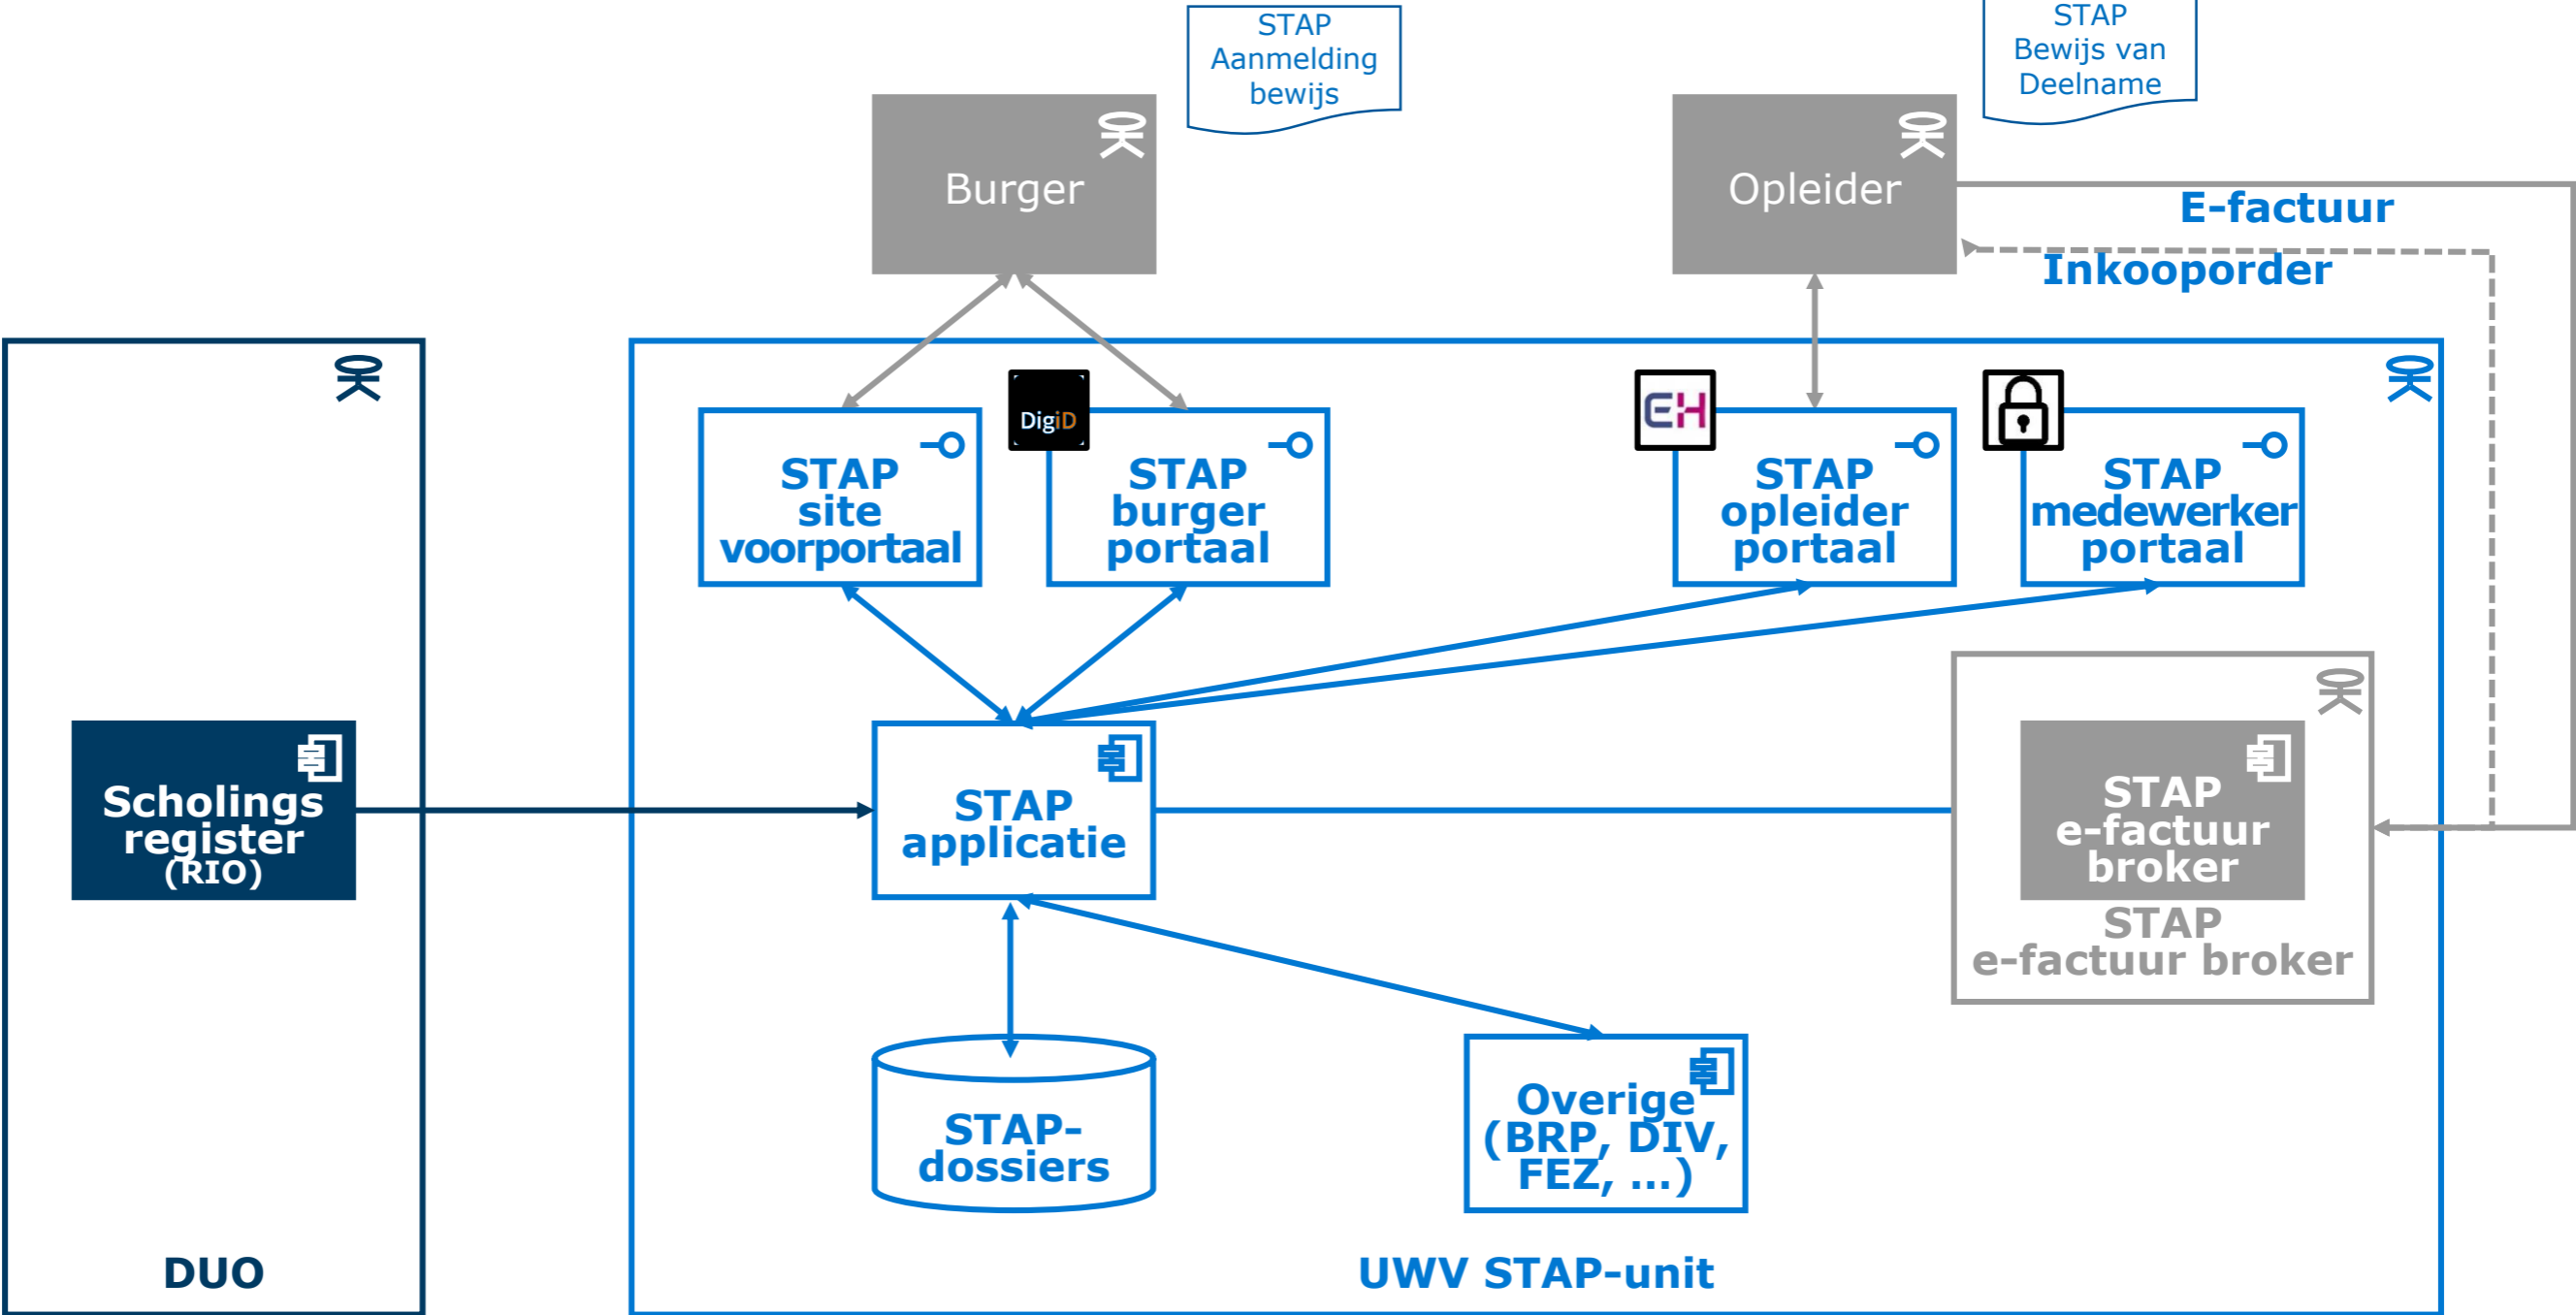 STAP
Aanmelding
bewijs
STAP
Bewijs van
Deelname
Burger
Opleider
E-factuur
Inkooporder
DigiD
EH
STAP
site
voorportaal
STAP
burger
portaal
STAP
opleider
portaal
STAP
medewerker
portaal
Scholings
register
(RIO)
STAP
applicatie
STAP
e-factuur
broker
STAP
e-factuur broker
STAP-
dossiers
Overige
(BRP, DIV,
FEZ, ...)
DUO
UWV STAP-unit